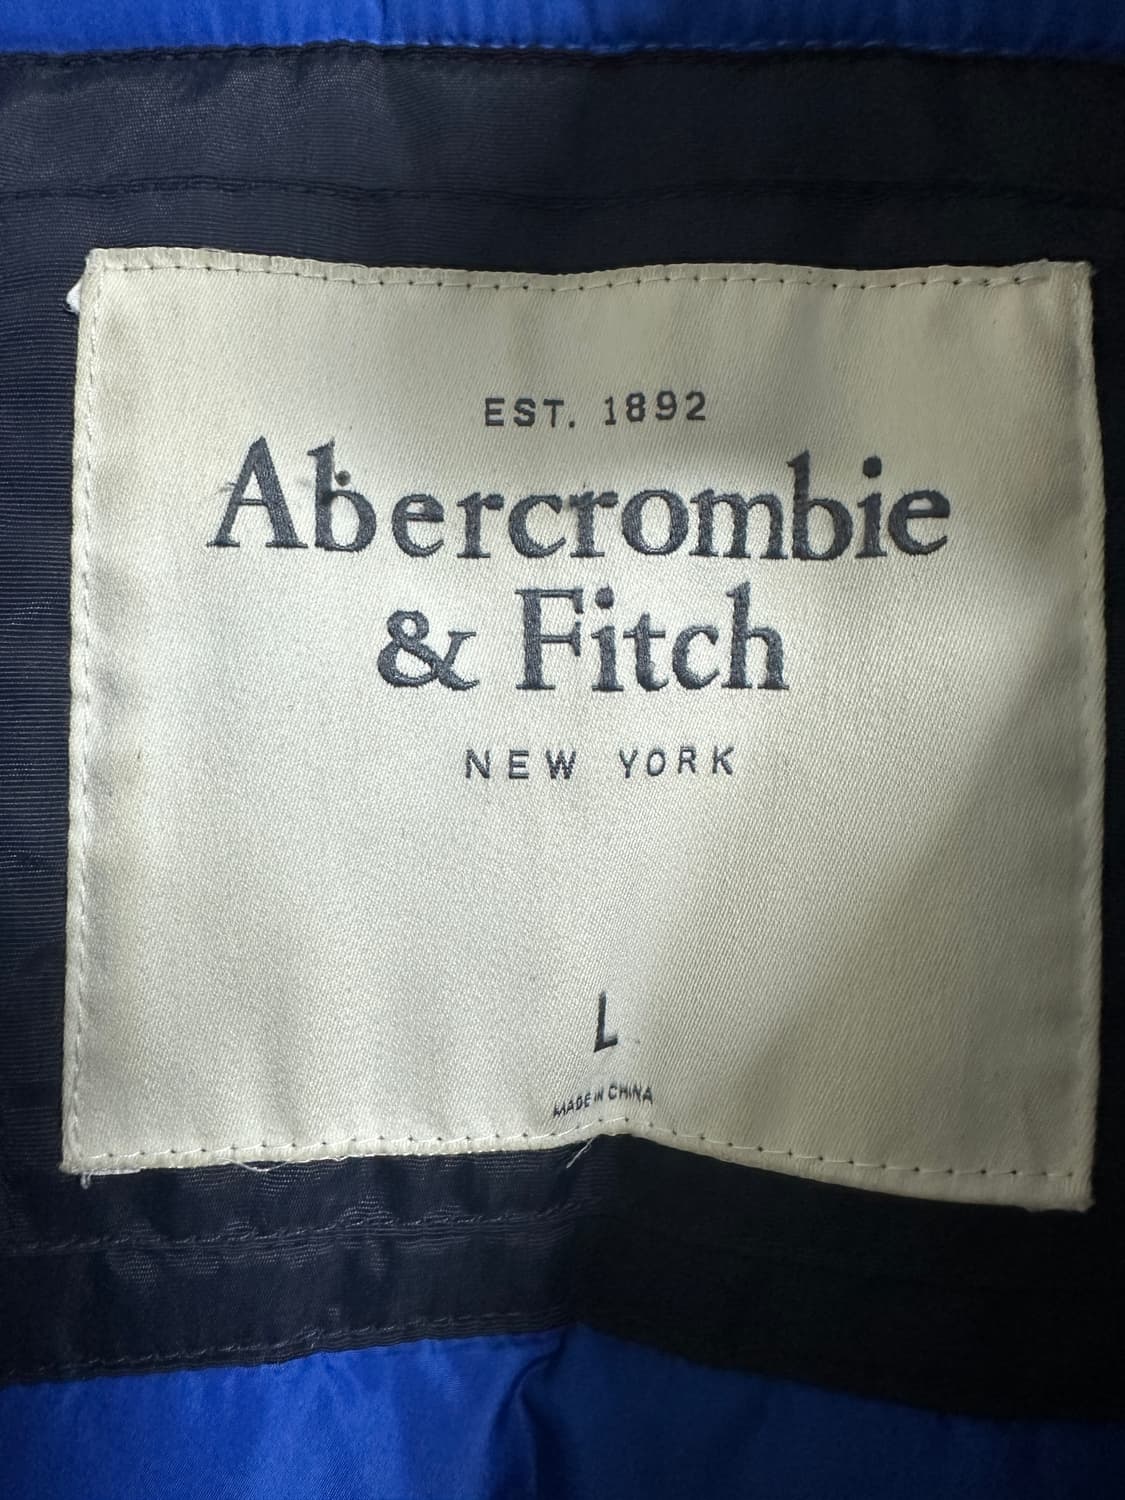 EST. 1892
Abercrombie
& Fitch
NEW YORK
L
MADE IN CHINA